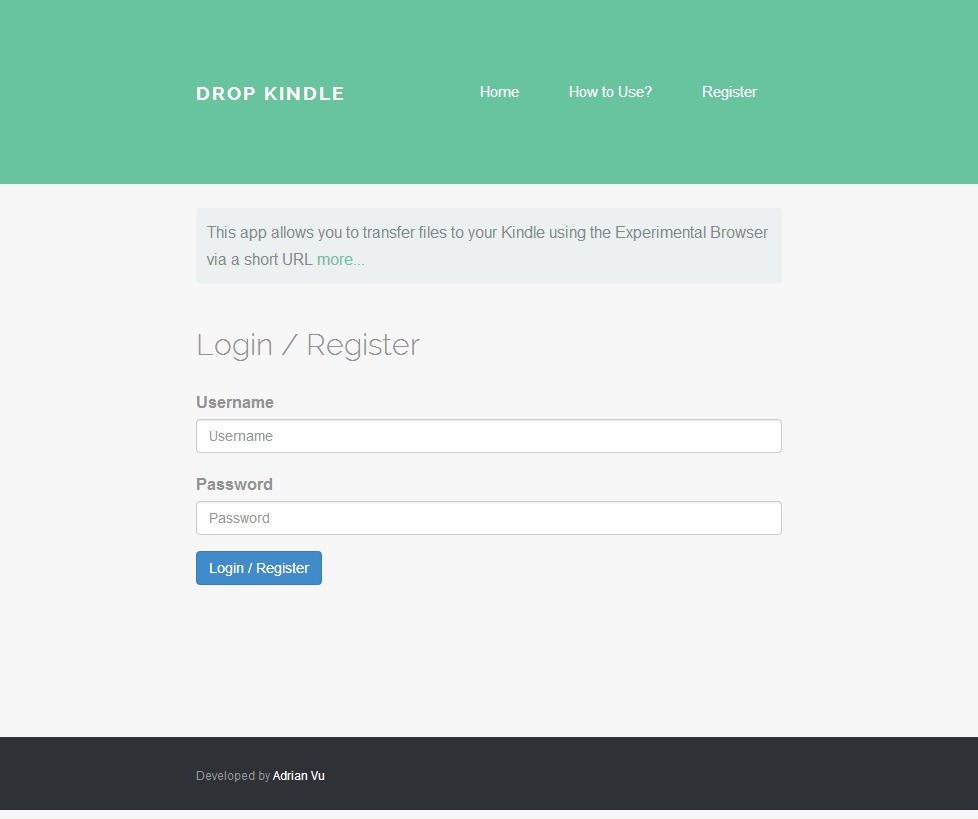 DROP KINDLE
Home
How to Use?
Register
This app allows you to transfer files to your Kindle using the Experimental Browser
via a short URL more...
Login / Register
Username
Username
Password
Password
Login / Register
Developed by Adrian Vu